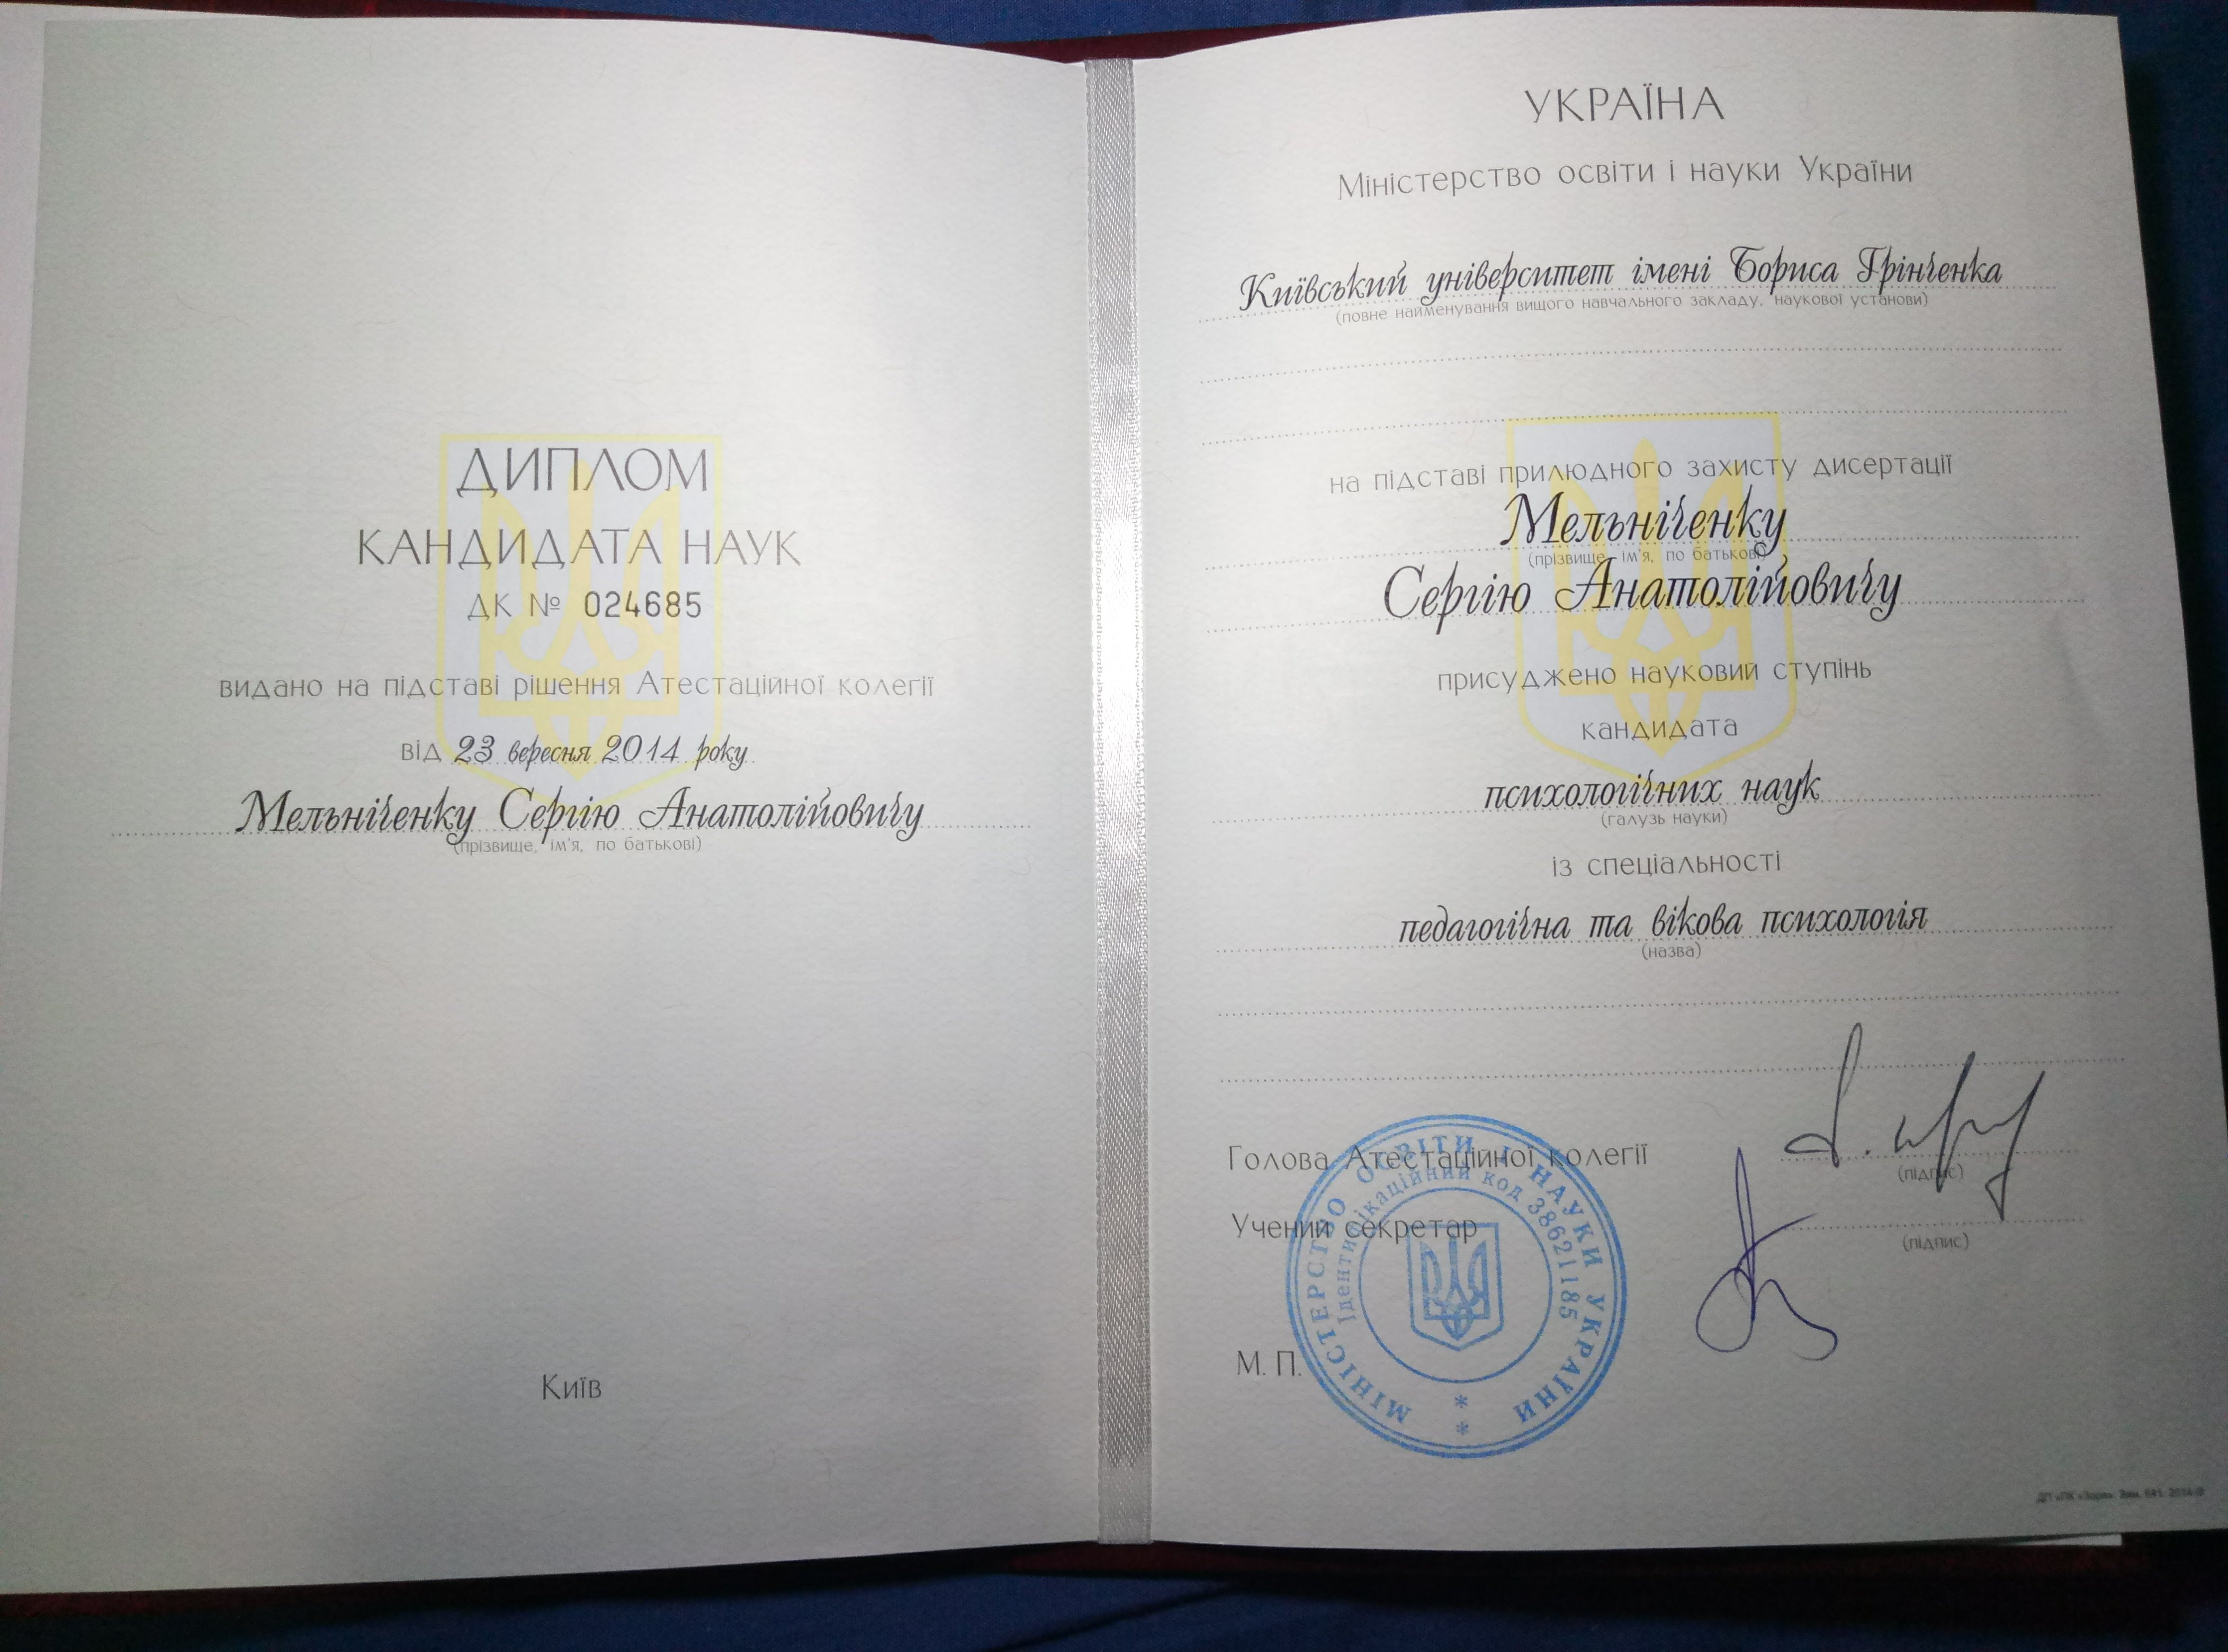 ДИПЛОМ
КАНДИДАТА НАУК
ДК № 024685
видано на підставі рішення Атестаційної колегії
від 23 вересня 2014 року
Мельніченку Сергію Анатолійовичу
(прізвище, ім'я, по батькові)
Київ
УКРАЇНА
Міністерство освіти і науки України
Київський університет імені Бориса Грінченка
(повне найменування вищого навчального закладу, наукової установи)
на підставі прилюдного захисту дисертації
Мельніченку
(прізвище, ім'я, по батькові)
Сергію Анатолійовичу
присуджено науковий ступінь
кандидата
психологічних наук
(галузь науки)
із спеціальності
педагогічна та вікова психологія
(назва)
Голова Атестаційної колегії
(підпис)
Учений секретар
(підпис)
М. П.
МІНІСТЕРСТВО ОСВІТИ І НАУКИ УКРАЇНИ
Ідентифікаційний код 38621185
* *